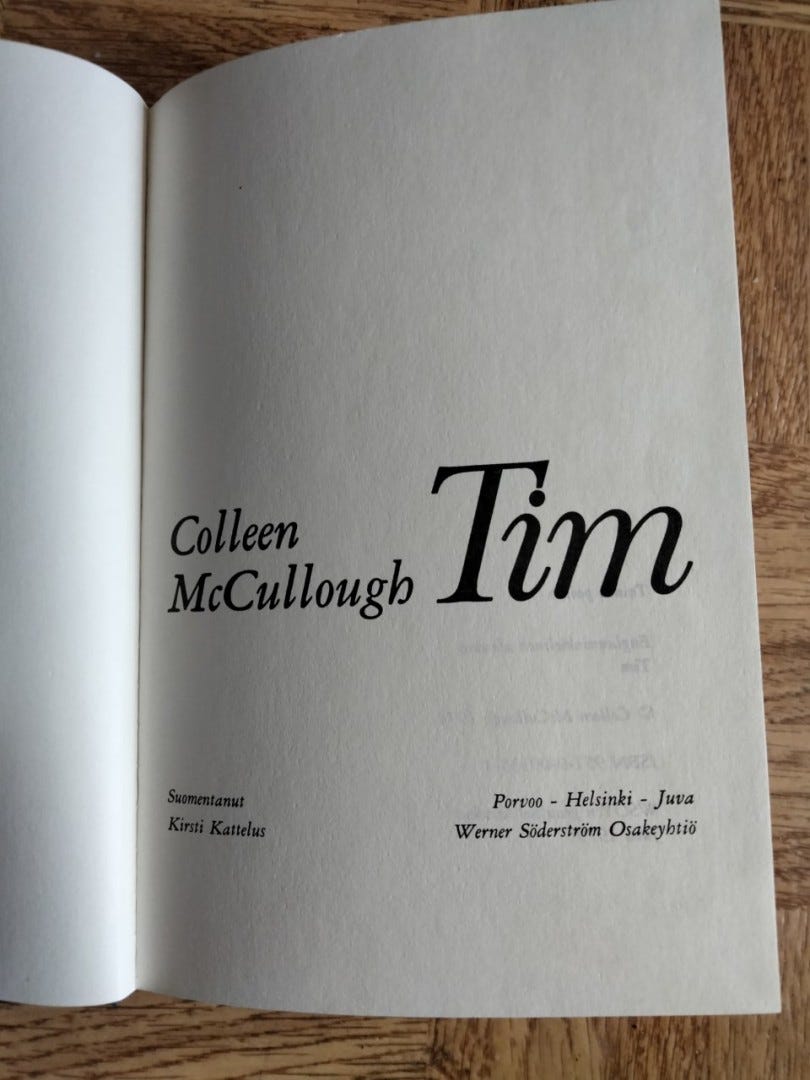 Colleen
McCullough
Tim
Suomentanut
Kirsti Kattelus
Porvoo - Helsinki - Juva
Werner Söderström Osakeyhtiö